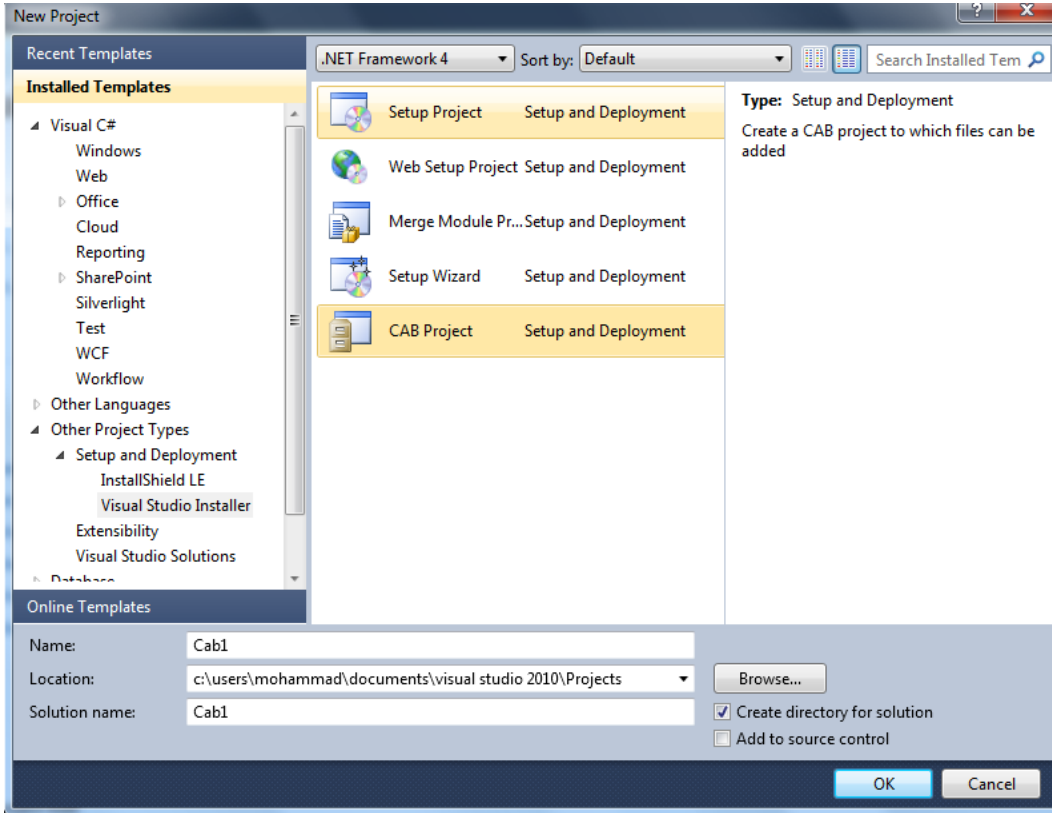 New Project
?
Recent Templates
.NET Framework 4 Sort by: Default Search Installed Tem
Installed Templates
Visual C#
Windows
Web
Office
Cloud
Reporting
SharePoint
Silverlight
Test
WCF
Workflow
Other Languages
Other Project Types
Setup and Deployment
InstallShield LE
Visual Studio Installer
Extensibility
Visual Studio Solutions
Database
Online Templates
Setup Project Setup and Deployment
Web Setup Project Setup and Deployment
Merge Module Pr... Setup and Deployment
Setup Wizard Setup and Deployment
CAB Project Setup and Deployment
Type: Setup and Deployment
Create a CAB project to which files can be
added
Name: Cab1
Location: c:\users\mohammad\documents\visual studio 2010\Projects Browse...
Solution name: Cab1 Create directory for solution
Add to source control
OK Cancel